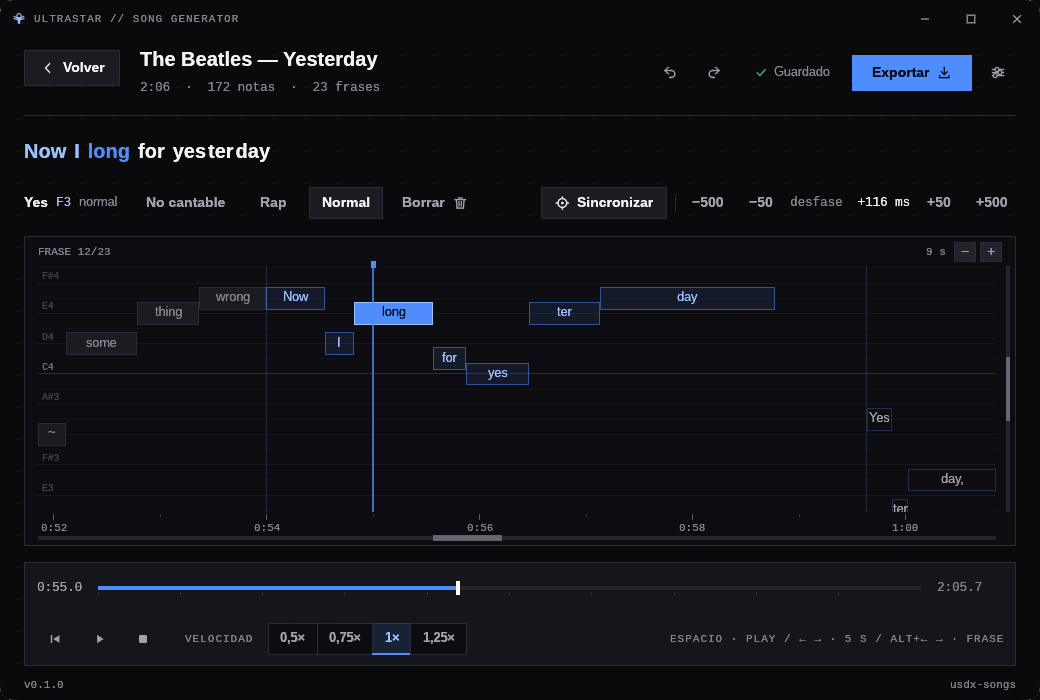 ULTRASTAR // SONG GENERATOR
Volver
The Beatles — Yesterday
2:06 · 172 notas · 23 frases
Guardado
Exportar
Now I long for yesterday
Yes F3 normal No cantable Rap Normal Borrar Sincronizar −500 −50 desfase +116 ms +50 +500
FRASE 12/23 9 s − +
F#4
wrong Now day
E4 thing long ter
D4 some I
for
C4 yes
A#3
Yes
~
F#3
day,
E3
ter
0:52 0:54 0:56 0:58 1:00
0:55.0 2:05.7
VELOCIDAD 0,5× 0,75× 1× 1,25× ESPACIO · PLAY / ← → · 5 S / ALT+← → · FRASE
v0.1.0 usdx-songs